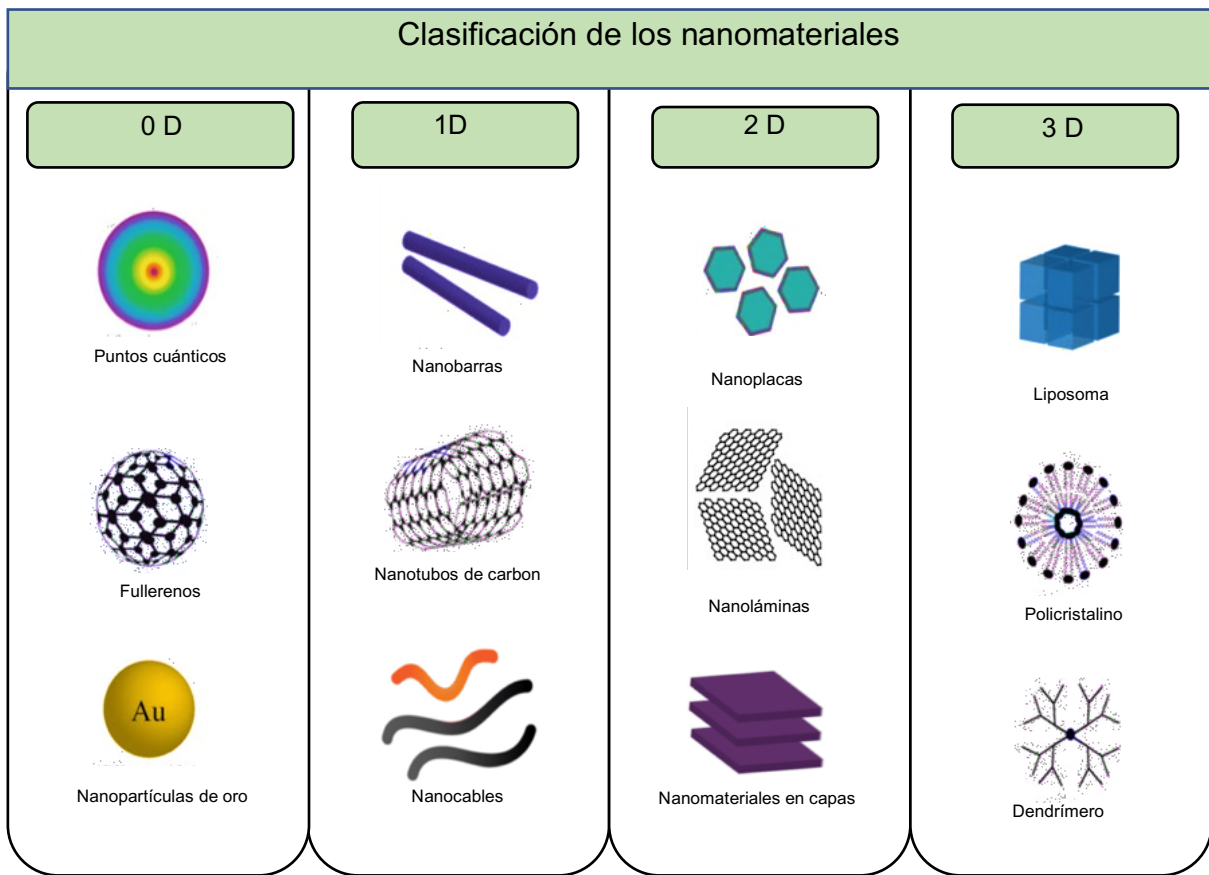 Clasificación de los nanomateriales
0 D
1D
2 D
3 D
Puntos cuánticos
Nanobarras
Nanoplacas
Liposoma
Fullerenos
Nanotubos de carbon
Nanoláminas
Policristalino
Au
Nanopartículas de oro
Nanocables
Nanomateriales en capas
Dendrímero